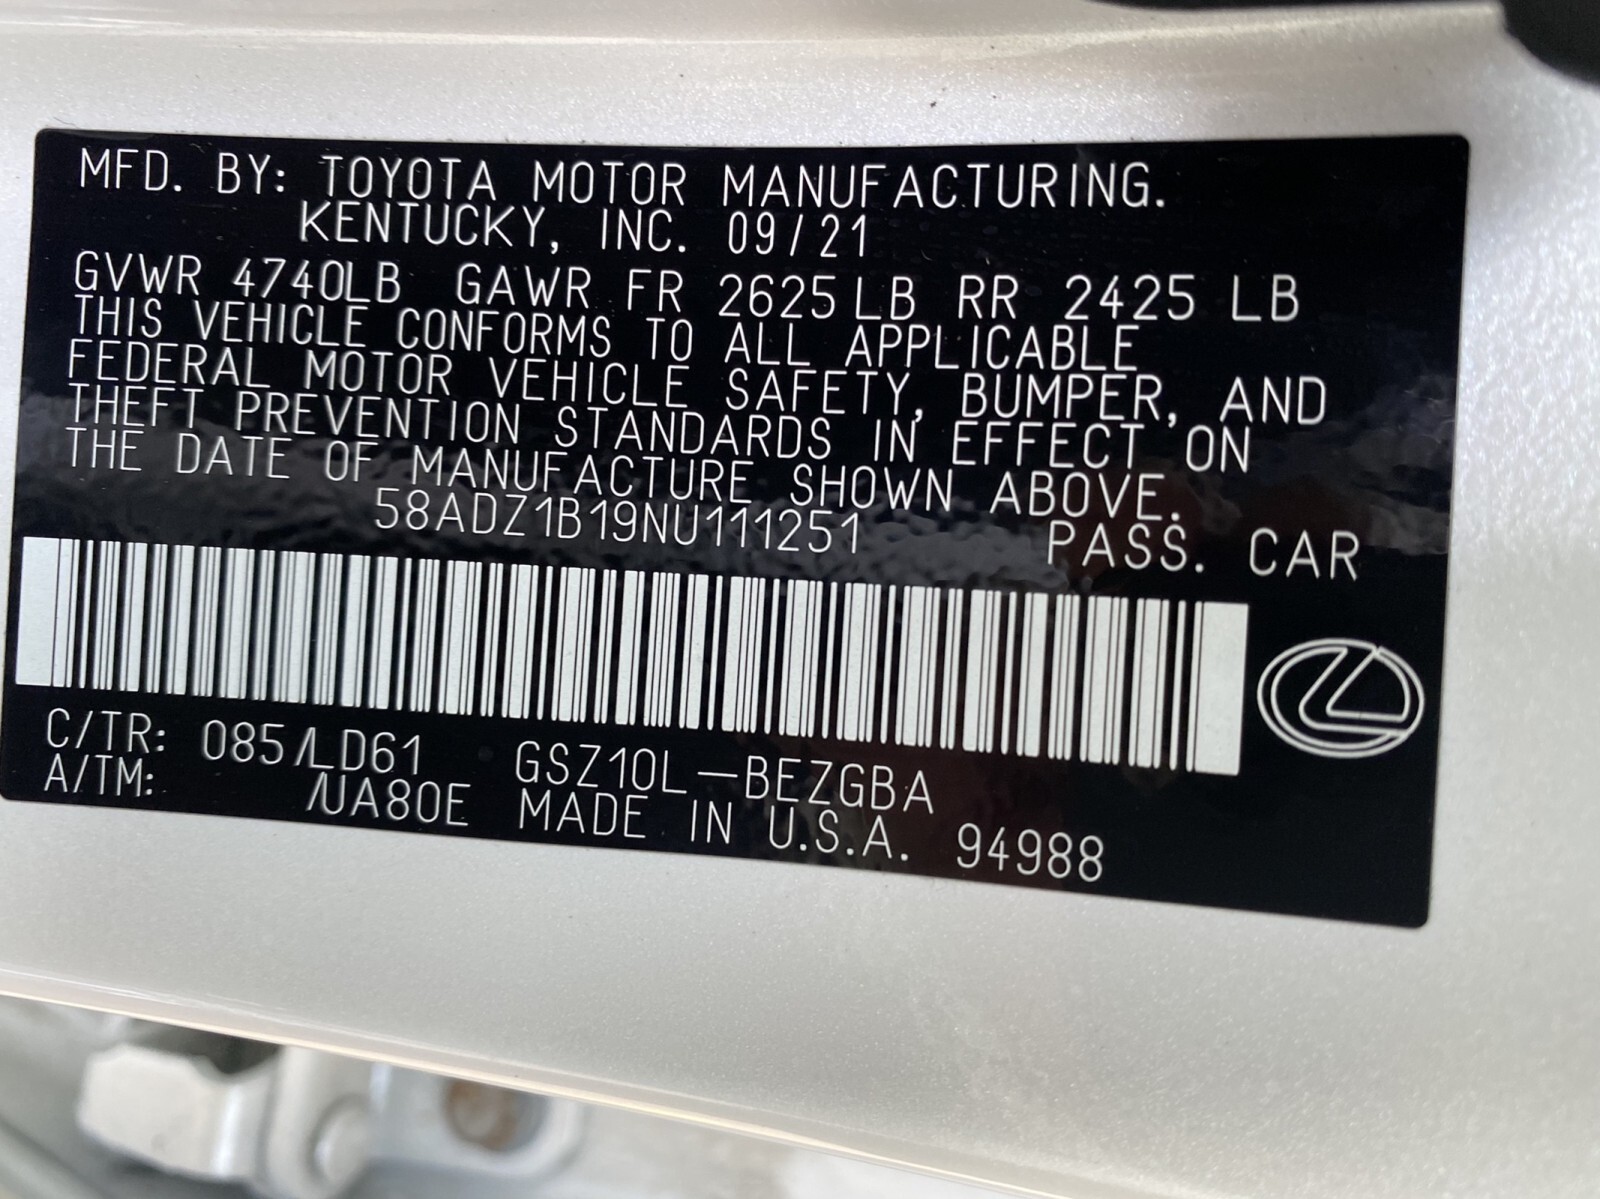 MFD. BY: TOYOTA MOTOR MANUFACTURING.
KENTUCKY, INC. 09/21
GVWR 4740LB GAWR FR 2625 LB RR 2425 LB
THIS VEHICLE CONFORMS TO ALL APPLICABLE
FEDERAL MOTOR VEHICLE SAFETY, BUMPER, AND
THEFT PREVENTION STANDARDS IN EFFECT ON
THE DATE OF MANUFACTURE SHOWN ABOVE.
58ADZ1B19NU111251 PASS. CAR
C/TR: 085/LD61 GSZ10L-BEZGBA
A/TM: /UA80E MADE IN U.S.A. 94988